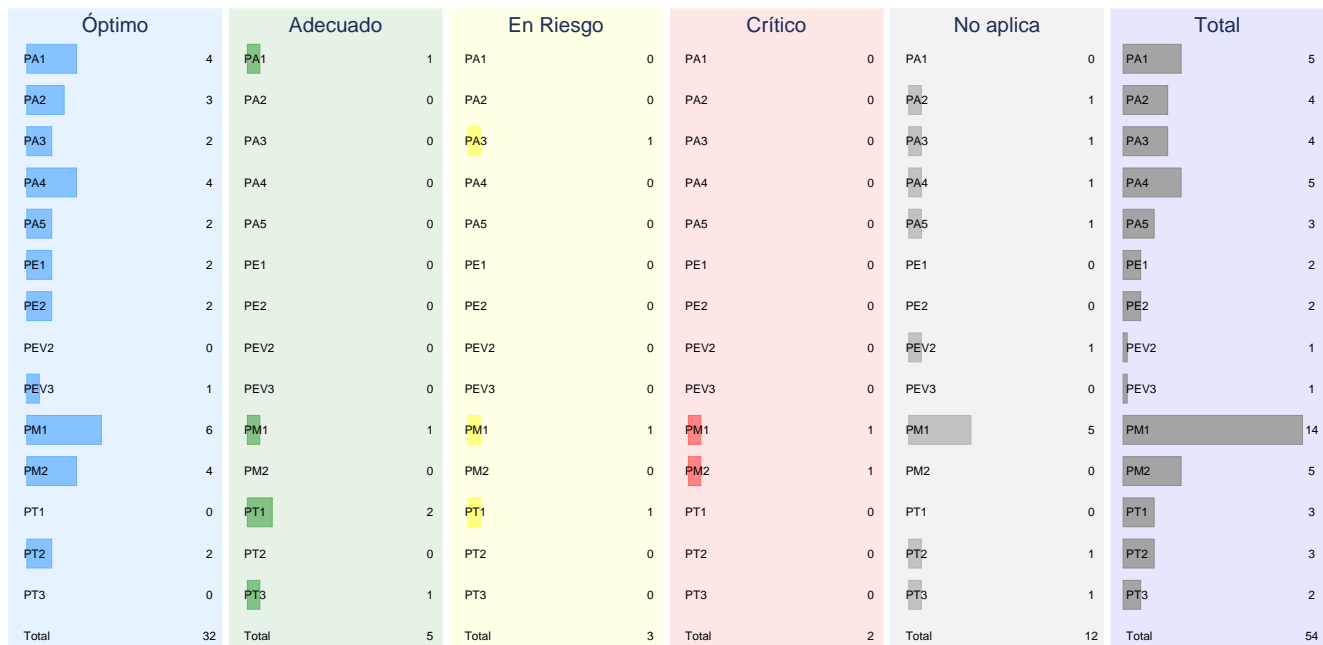 Óptimo Adecuado En Riesgo Crítico No aplica Total
PA1 4 PA1 1 PA1 0 PA1 0 PA1 0 PA1 5
PA2 3 PA2 0 PA2 0 PA2 0 PA2 1 PA2 4
PA3 2 PA3 0 PA3 1 PA3 0 PA3 1 PA3 4
PA4 4 PA4 0 PA4 0 PA4 0 PA4 1 PA4 5
PA5 2 PA5 0 PA5 0 PA5 0 PA5 1 PA5 3
PE1 2 PE1 0 PE1 0 PE1 0 PE1 0 PE1 2
PE2 2 PE2 0 PE2 0 PE2 0 PE2 0 PE2 2
PEV2 0 PEV2 0 PEV2 0 PEV2 0 PEV2 1 PEV2 1
PEV3 1 PEV3 0 PEV3 0 PEV3 0 PEV3 0 PEV3 1
PM1 6 PM1 1 PM1 1 PM1 1 PM1 5 PM1 14
PM2 4 PM2 0 PM2 0 PM2 1 PM2 0 PM2 5
PT1 0 PT1 2 PT1 1 PT1 0 PT1 0 PT1 3
PT2 2 PT2 0 PT2 0 PT2 0 PT2 1 PT2 3
PT3 0 PT3 1 PT3 0 PT3 0 PT3 1 PT3 2
Total 32 Total 5 Total 3 Total 2 Total 12 Total 54